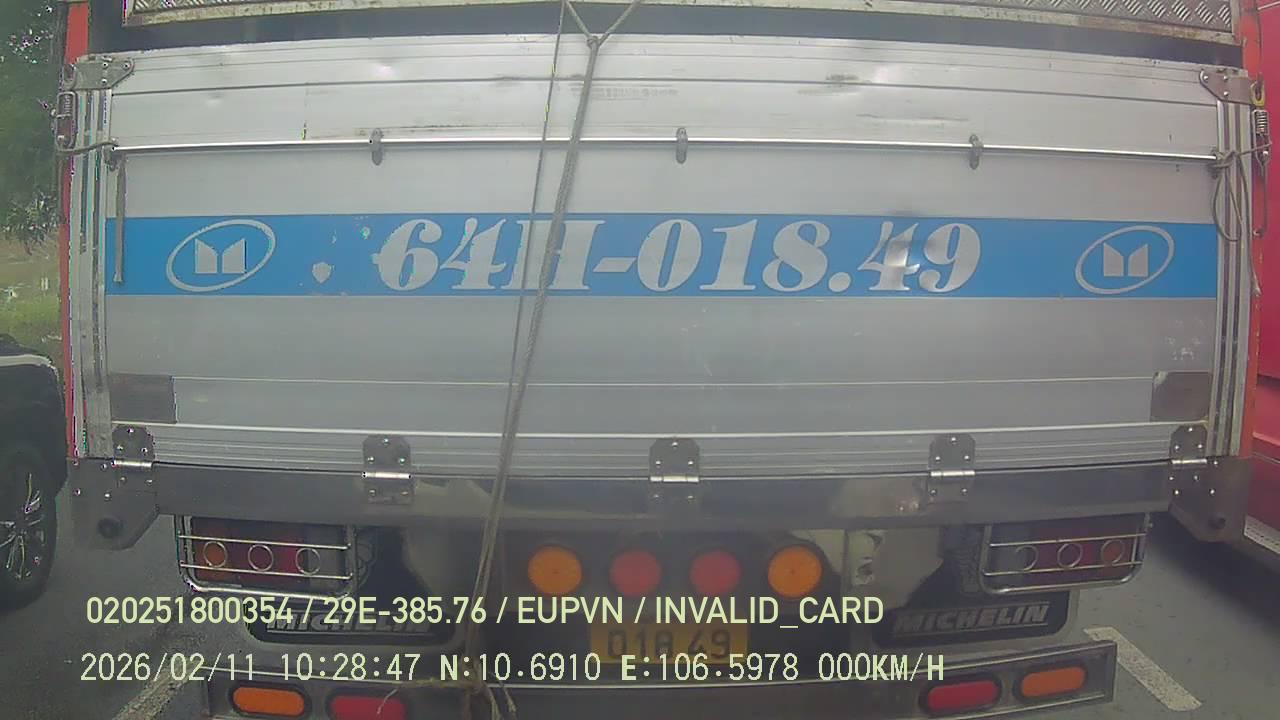 64H-018.49
020251800354 / 29E-385.76 / EUPVN / INVALID_CARD
MICHELIN
MICHELIN
018.49
2026/02/11 10:28:47 N:10.6910 E:106.5978 000KM/H